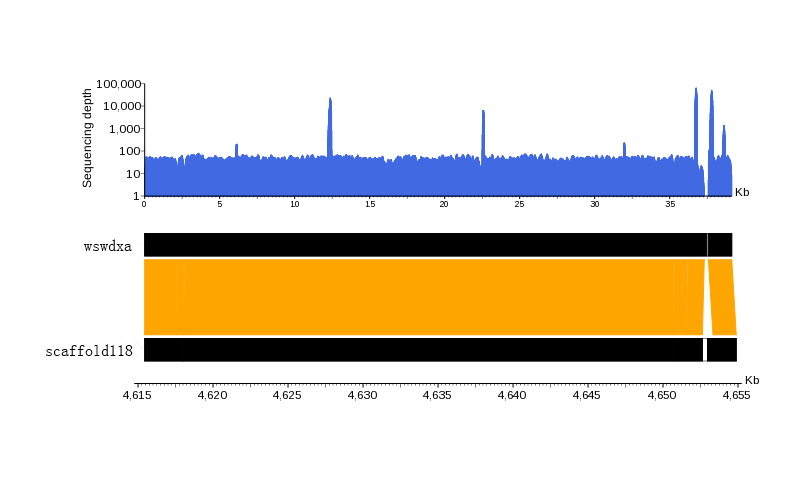 Sequencing depth
100,000
10,000
1,000
100
10
1
0 5 10 15 20 25 30 35 Kb
wswdxa
scaffold118
4,615 4,620 4,625 4,630 4,635 4,640 4,645 4,650 4,655 Kb